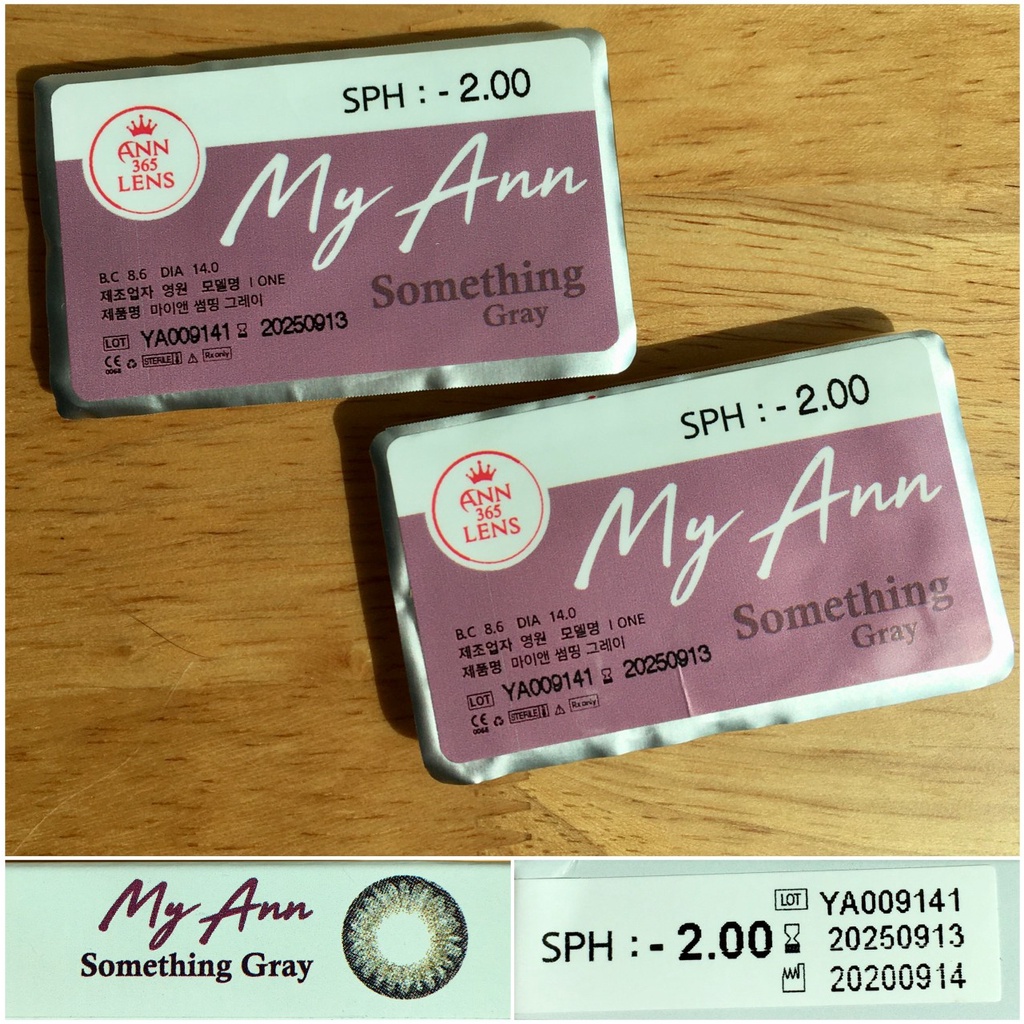 SPH : - 2.00
ANN
365
LENS
My Ann
Something
Gray
B.C 8.6 DIA 14.0
제조업자 영원 모델명 I ONE
제품명 마이앤 썸띵 그레이
LOT YA009141 20250913
CE 0068 STERILE Rx only
SPH : - 2.00
ANN
365
LENS
My Ann
Something
Gray
B.C 8.6 DIA 14.0
제조업자 영원 모델명 I ONE
제품명 마이앤 썸띵 그레이
LOT YA009141 20250913
CE 0068 STERILE Rx only
My Ann
Something Gray
SPH : - 2.00
LOT YA009141
20250913
20200914